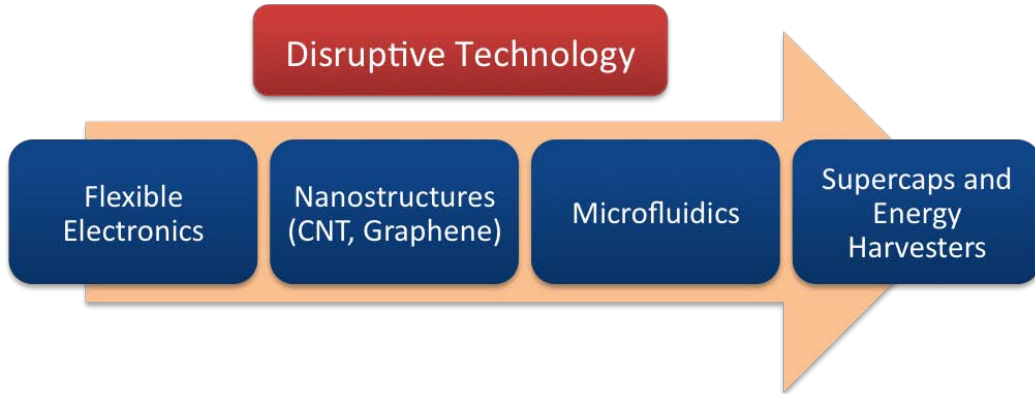 Disruptive Technology
Flexible
Electronics
Nanostructures
(CNT, Graphene)
Microfluidics
Supercaps and
Energy
Harvesters